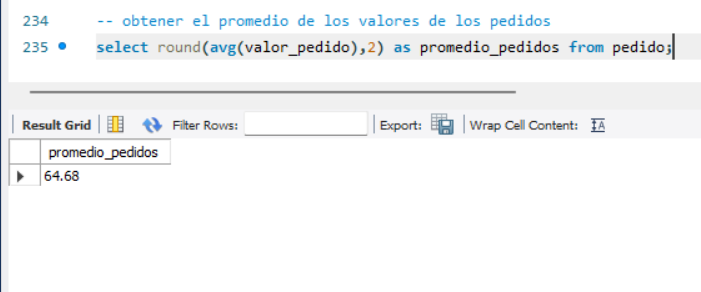 234 -- obtener el promedio de los valores de los pedidos
235 select round(avg(valor_pedido),2) as promedio_pedidos from pedido;
Result Grid Filter Rows: Export: Wrap Cell Content: IA
promedio_pedidos
64.68